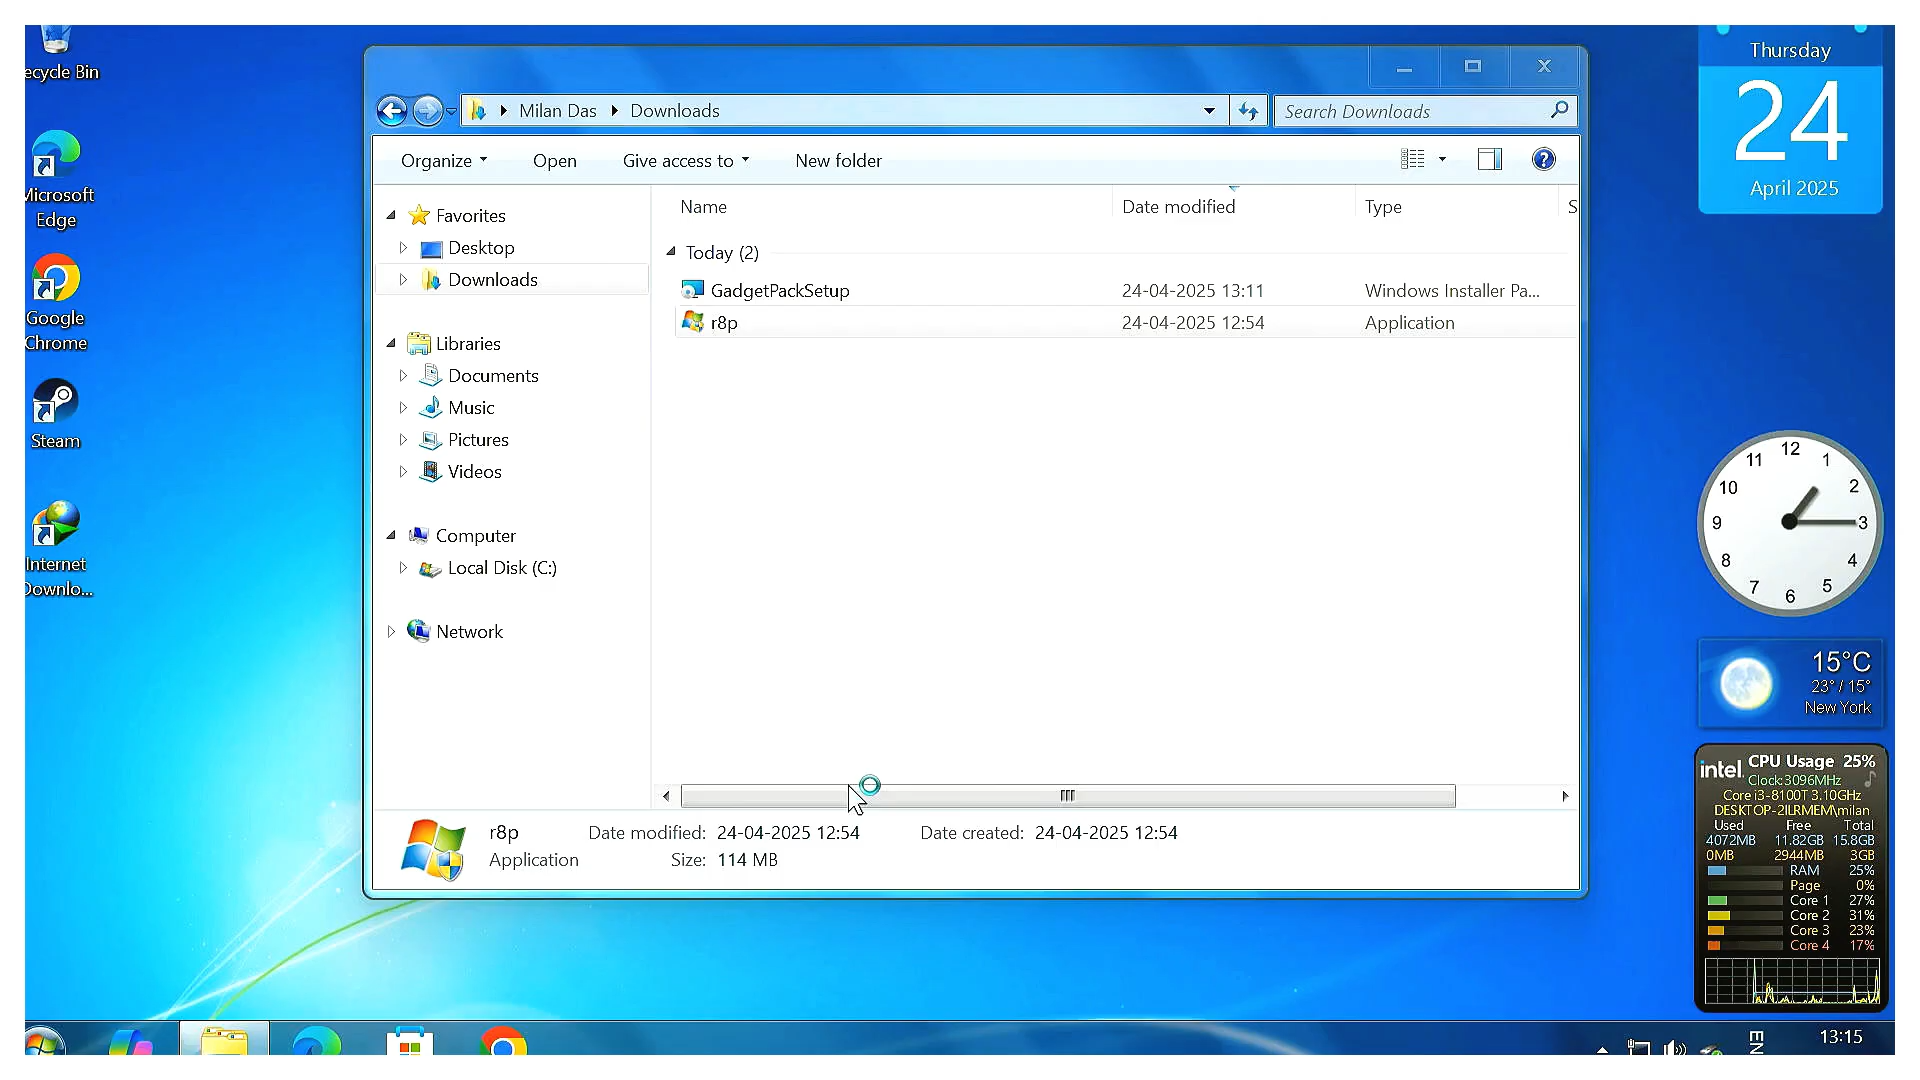 ecycle Bin
Microsoft
Edge
Google
Chrome
Steam
Internet
Downlo...
Milan Das
Downloads
Search Downloads
Organize
Open
Give access to
New folder
Favorites
Desktop
Downloads
Libraries
Documents
Music
Pictures
Videos
Computer
Local Disk (C:)
Network
Name
Date modified
Type
S
Today (2)
GadgetPackSetup
24-04-2025 13:11
Windows Installer Pa...
r8p
24-04-2025 12:54
Application
r8p
Date modified: 24-04-2025 12:54
Date created: 24-04-2025 12:54
Application
Size: 114 MB
Thursday
24
April 2025
12
1
2
3
4
5
6
7
8
9
10
11
15°C
23° / 15°
New York
intel
CPU Usage 25%
Clock:3096MHz
Core i3-8100T 3.10GHz
DESKTOP-2ILRMEM\milan
Used Free Total
4072MB 11.82GB 15.8GB
0MB 2944MB 3GB
RAM 25%
Page 0%
Core 1 27%
Core 2 31%
Core 3 23%
Core 4 17%
EN
13:15